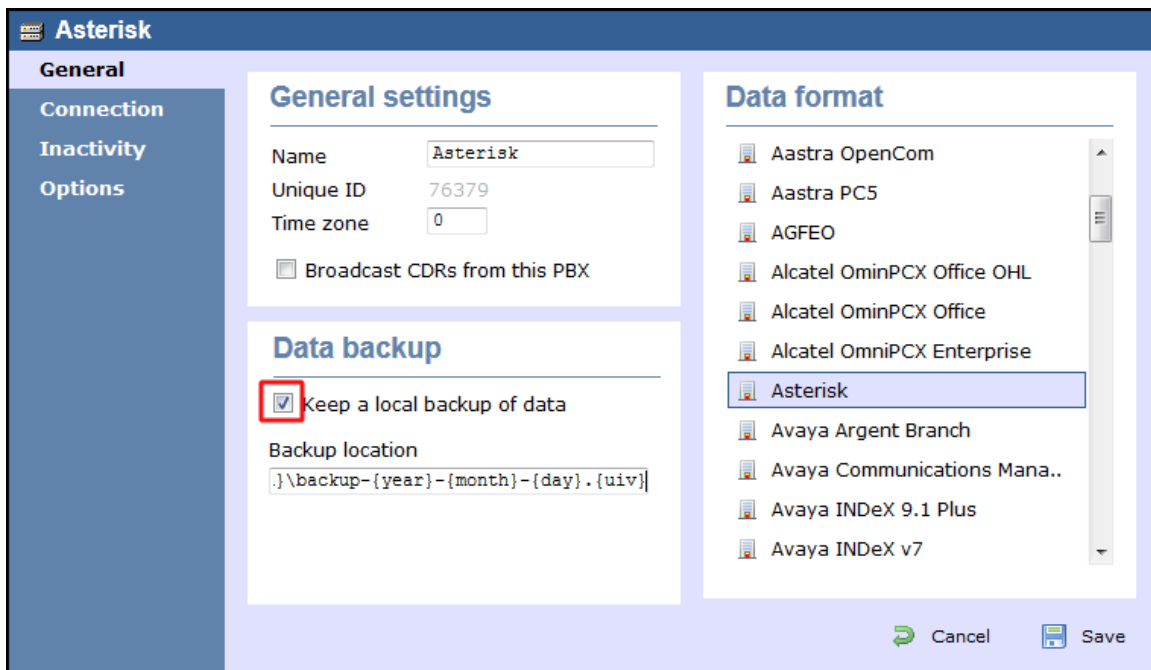 Asterisk
General
Connection
Inactivity
Options
General settings
Name Asterisk
Unique ID 76379
Time zone 0
Broadcast CDRs from this PBX
Data backup
Keep a local backup of data
Backup location
}\backup-{year}-{month}-{day}.{uiv}
Data format
Aastra OpenCom
Aastra PC5
AGFEO
Alcatel OminPCX Office OHL
Alcatel OminPCX Office
Alcatel OmniPCX Enterprise
Asterisk
Avaya Argent Branch
Avaya Communications Mana..
Avaya INDeX 9.1 Plus
Avaya INDeX v7
Cancel
Save